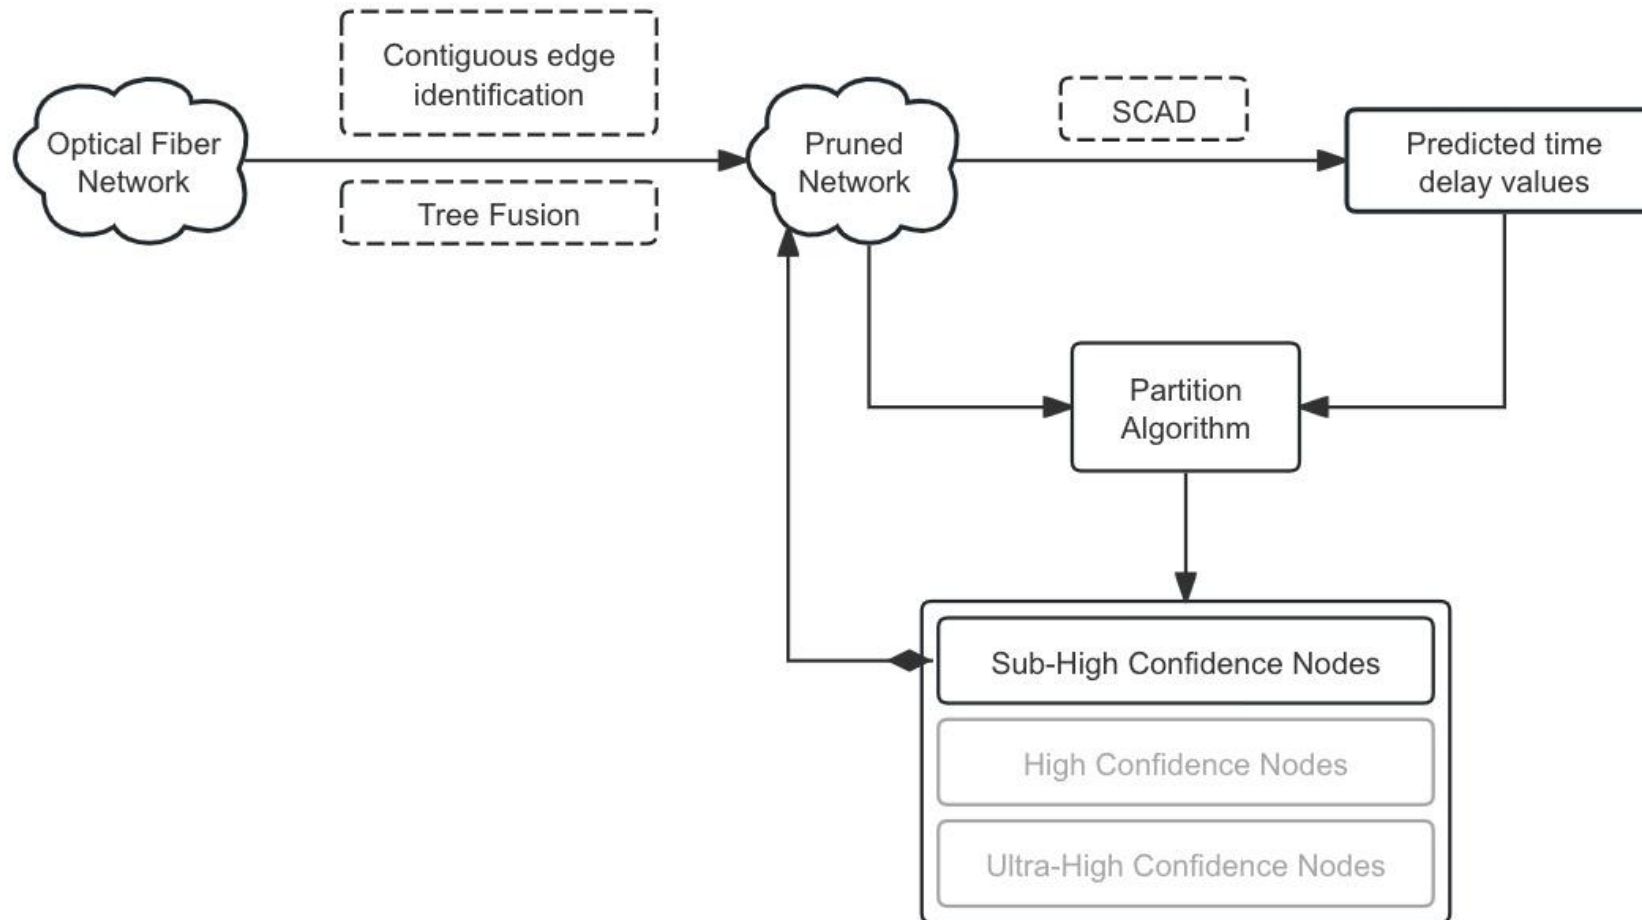 Contiguous edge
identification
Optical Fiber
Network
Tree Fusion
Pruned
Network
SCAD
Predicted time
delay values
Partition
Algorithm
Sub-High Confidence Nodes
High Confidence Nodes
Ultra-High Confidence Nodes